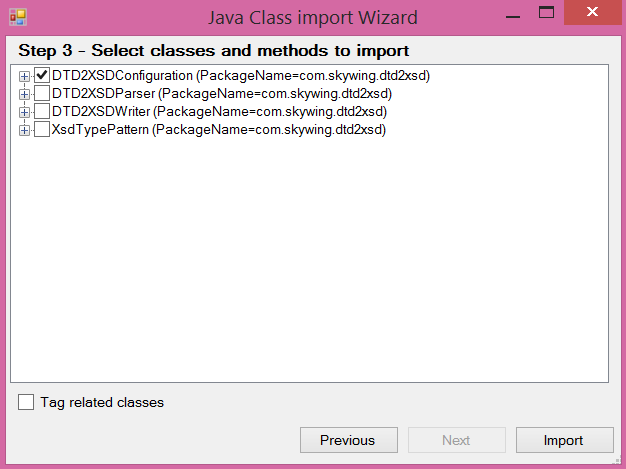 Java Class import Wizard
Step 3 - Select classes and methods to import
DTD2XSDConfiguration (PackageName=com.skywing.dtd2xsd)
DTD2XSDParser (PackageName=com.skywing.dtd2xsd)
DTD2XSDWriter (PackageName=com.skywing.dtd2xsd)
XsdTypePattern (PackageName=com.skywing.dtd2xsd)
Tag related classes
Previous Next Import